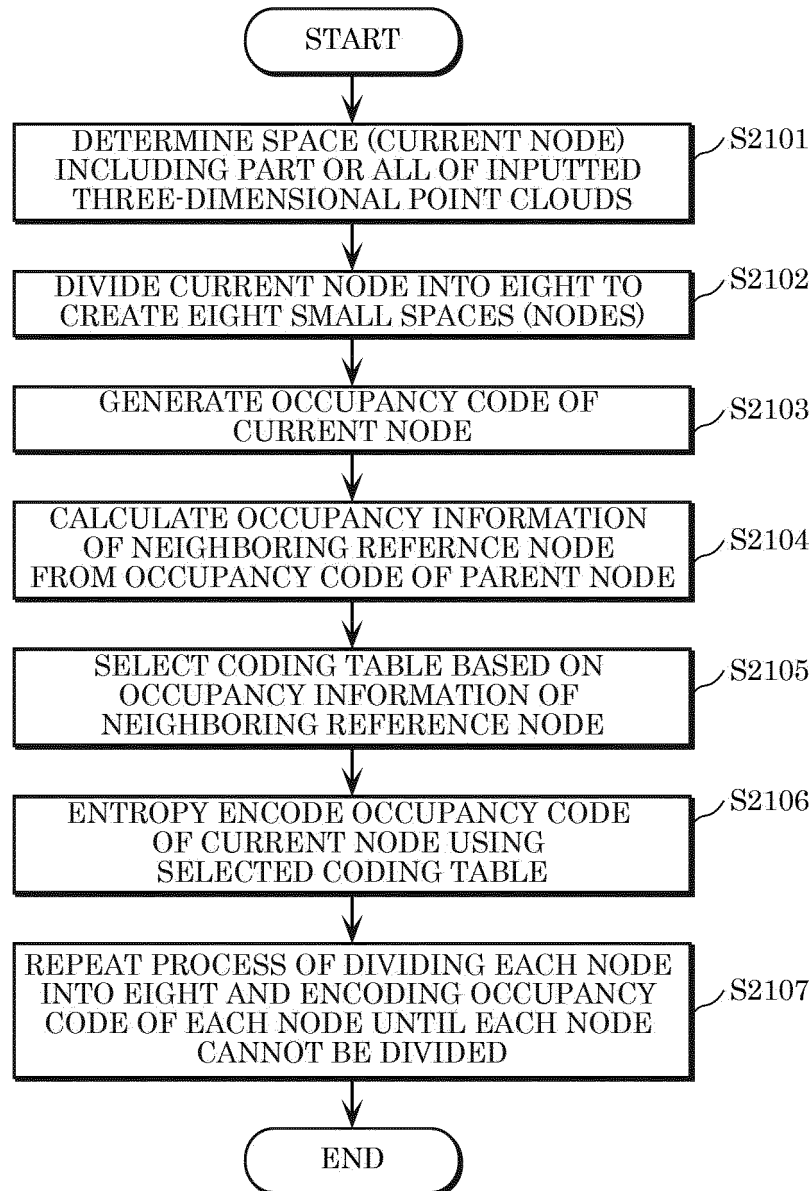 START
DETERMINE SPACE (CURRENT NODE)
INCLUDING PART OR ALL OF INPUTTED
THREE-DIMENSIONAL POINT CLOUDS
S2101
DIVIDE CURRENT NODE INTO EIGHT TO
CREATE EIGHT SMALL SPACES (NODES)
S2102
GENERATE OCCUPANCY CODE OF
CURRENT NODE
S2103
CALCULATE OCCUPANCY INFORMATION
OF NEIGHBORING REFERNCE NODE
FROM OCCUPANCY CODE OF PARENT NODE
S2104
SELECT CODING TABLE BASED ON
OCCUPANCY INFORMATION OF
NEIGHBORING REFERENCE NODE
S2105
ENTROPY ENCODE OCCUPANCY CODE
OF CURRENT NODE USING
SELECTED CODING TABLE
S2106
REPEAT PROCESS OF DIVIDING EACH NODE
INTO EIGHT AND ENCODING OCCUPANCY
CODE OF EACH NODE UNTIL EACH NODE
CANNOT BE DIVIDED
S2107
END